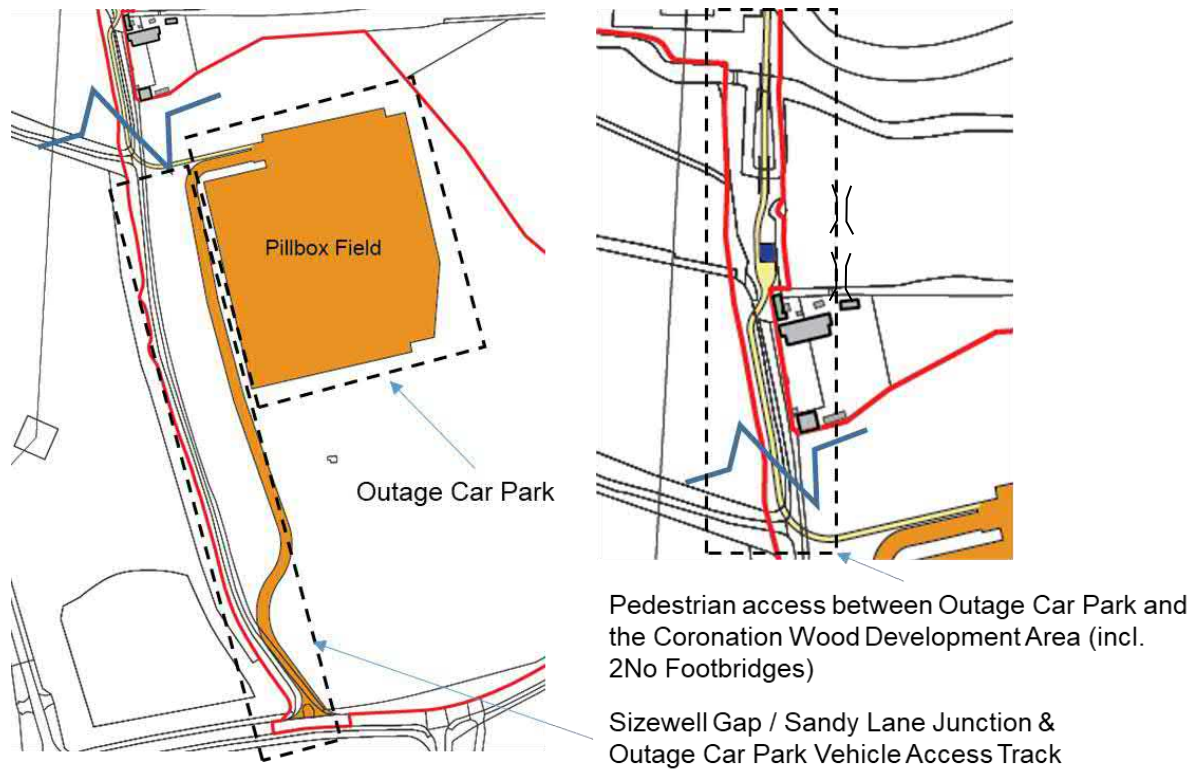 Pillbox Field
Outage Car Park
Pedestrian access between Outage Car Park and
the Coronation Wood Development Area (incl.
2No Footbridges)
Sizewell Gap / Sandy Lane Junction &
Outage Car Park Vehicle Access Track